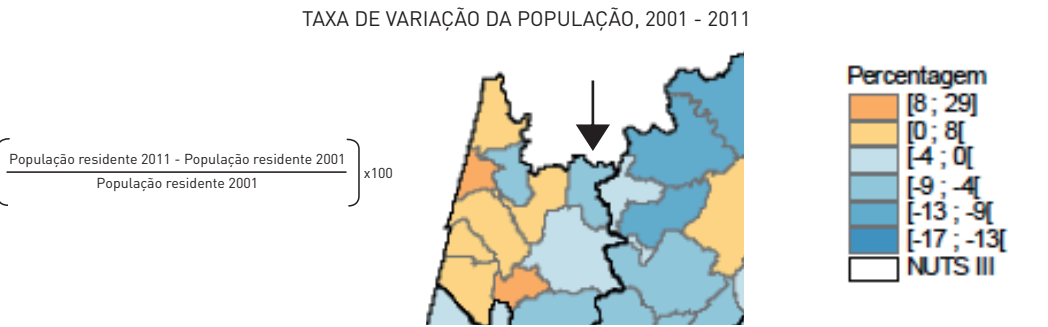 TAXA DE VARIAÇÃO DA POPULAÇÃO, 2001 - 2011
População residente 2011 - População residente 2001
População residente 2001
x100
Percentagem
[8 ; 29]
[0 ; 8[
[-4 ; 0[
[-9 ; -4[
[-13 ; -9[
[-17 ; -13[
NUTS III